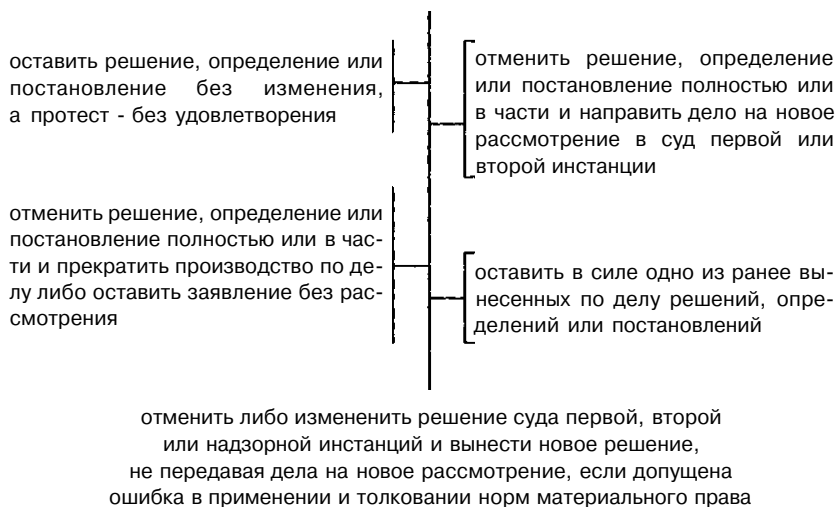 оставить решение, определение или
постановление без изменения,
а протест - без удовлетворения
отменить решение, определение
или постановление полностью или
в части и направить дело на новое
рассмотрение в суд первой или
второй инстанции
отменить решение, определение или
постановление полностью или в час-
ти и прекратить производство по де-
лу либо оставить заявление без рас-
смотрения
оставить в силе одно из ранее вы-
несенных по делу решений, опре-
делений или постановлений
отменить либо измененить решение суда первой, второй
или надзорной инстанций и вынести новое решение,
не передавая дела на новое рассмотрение, если допущена
ошибка в применении и толковании норм материального права